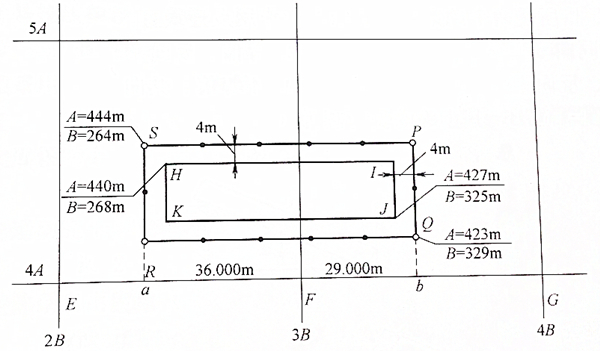 5A
A=444m
B=264m
S
4m
P
4m
A=440m
B=268m
H
I
A=427m
B=325m
K
J
Q
A=423m
B=329m
4A
R
36.000m
29.000m
E
a
F
b
G
2B
3B
4B